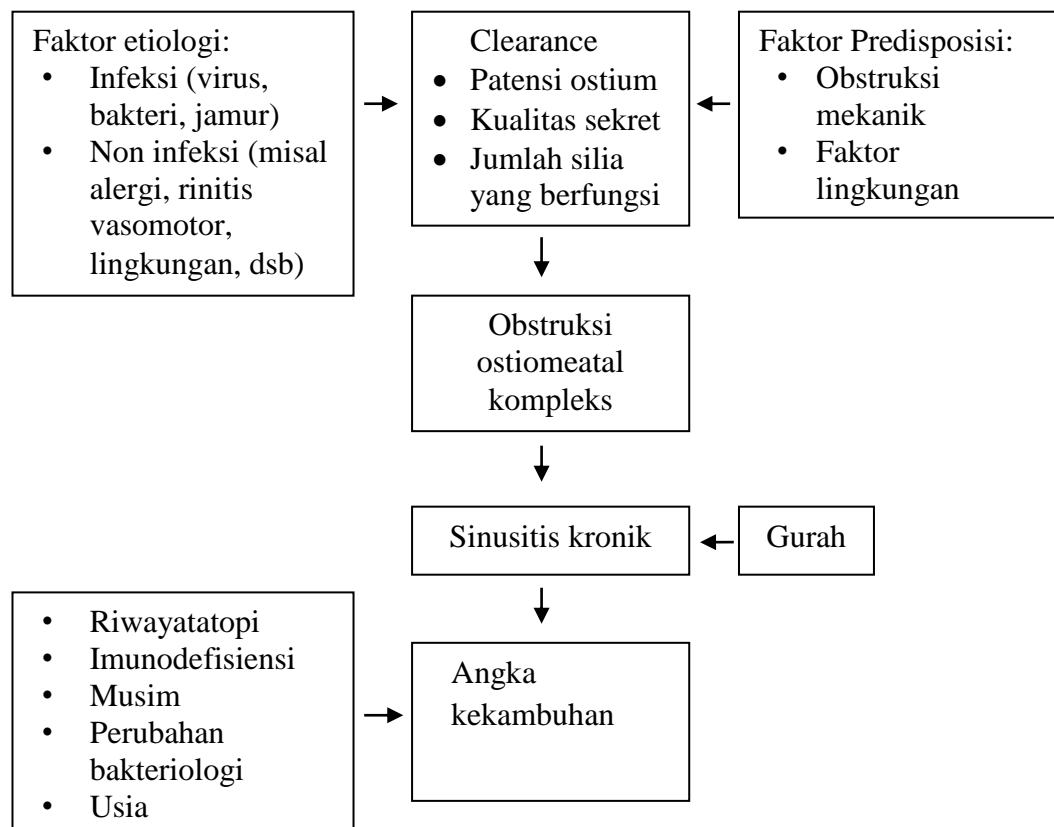 Faktor etiologi:
• Infeksi (virus,
bakteri, jamur)
• Non infeksi (misal
alergi, rinitis
vasomotor,
lingkungan, dsb)
Clearance
• Patensi ostium
• Kualitas sekret
• Jumlah silia
yang berfungsi
Faktor Predisposisi:
• Obstruksi
mekanik
• Faktor
lingkungan
Obstruksi
ostiomeatal
kompleks
Sinusitis kronik
Gurah
• Riwayatatopi
• Imunodefisiensi
• Musim
• Perubahan
bakteriologi
• Usia
Angka
kekambuhan